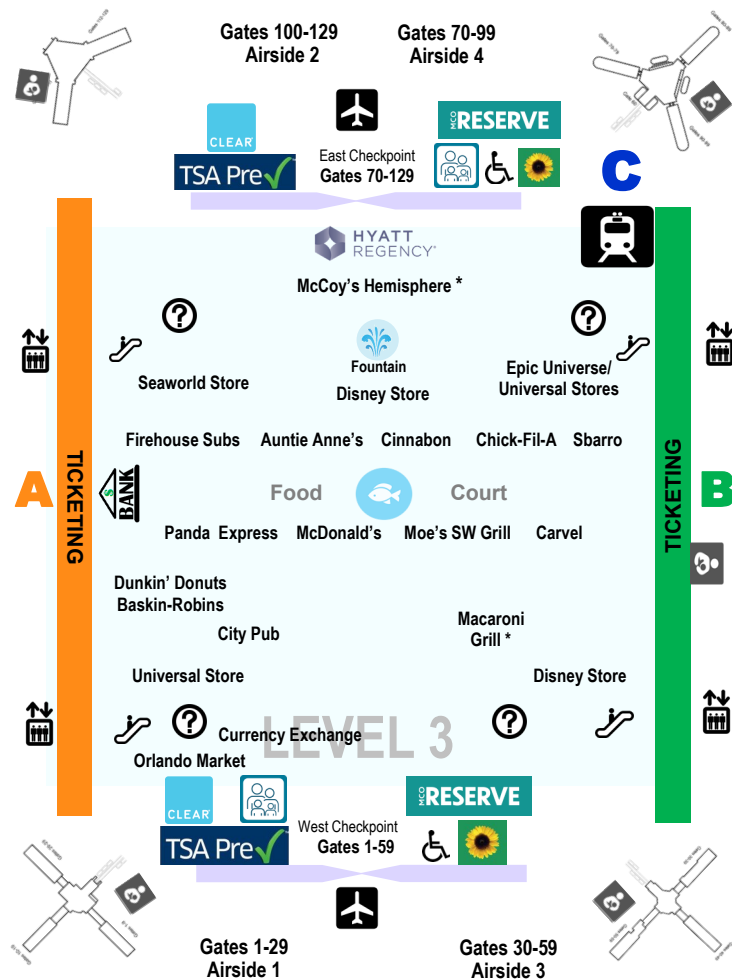 Gates 100-129
Airside 2
Gates 70-99
Airside 4
CLEAR
TSA Pre
East Checkpoint
Gates 70-129
MCO RESERVE
C
HYATT
REGENCY
McCoy's Hemisphere *
?
?
Seaworld Store
Fountain
Disney Store
Epic Universe/
Universal Stores
Firehouse Subs Auntie Anne's Cinnabon Chick-Fil-A Sbarro
A
TICKETING
$
BANK
Food Court
TICKETING
B
Panda Express McDonald's Moe's SW Grill Carvel
Dunkin' Donuts
Baskin-Robins
City Pub
Macaroni
Grill *
Universal Store
Disney Store
?
?
Currency Exchange
LEVEL 3
Orlando Market
CLEAR
TSA Pre
West Checkpoint
Gates 1-59
MCO RESERVE
Gates 1-29
Airside 1
Gates 30-59
Airside 3